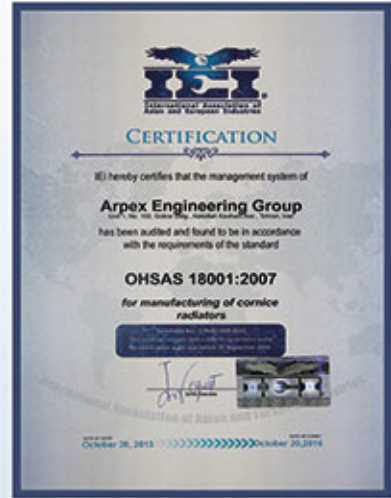 IEI
International Association of
Asian and European Industries
CERTIFICATION
IEI hereby certifies that the management system of
Arpex Engineering Group
has been audited and found to be in accordance
with the requirements of the standard
OHSAS 18001:2007
for manufacturing of cornice
radiators
October 20, 2013
October 20, 2016